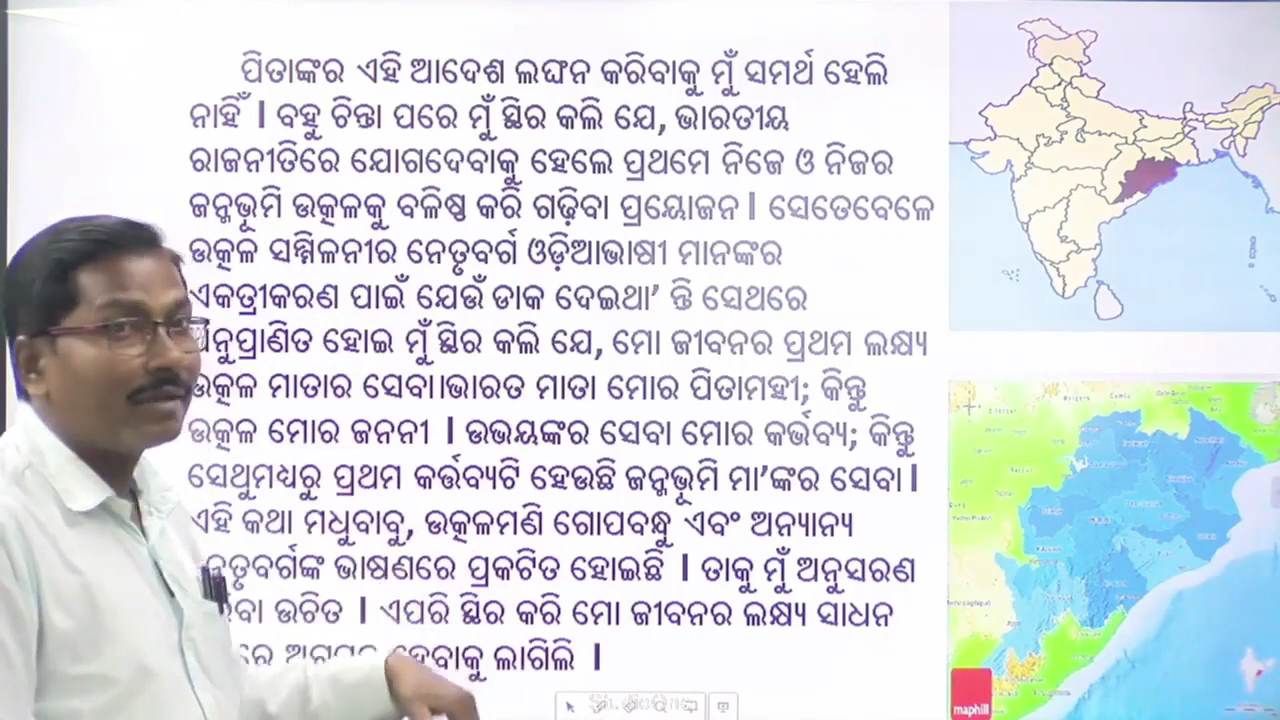 ପିତାଙ୍କର ଏହି ଆଦେଶ ଲଙ୍ଘନ କରିବାକୁ ମୁଁ ସମର୍ଥ ହେଲି
ନାହିଁ । ବହୁ ଚିନ୍ତା ପରେ ମୁଁ ସ୍ଥିର କଲି ଯେ, ଭାରତୀୟ
ରାଜନୀତିରେ ଯୋଗଦେବାକୁ ହେଲେ ପ୍ରଥମେ ନିଜେ ଓ ନିଜର
ଜନ୍ମଭୂମି ଉତ୍କଳକୁ ବଳିଷ୍ଠ କରି ଗଢ଼ିବା ପ୍ରୟୋଜନ। ସେତେବେଳେ
ଉତ୍କଳ ସମ୍ମିଳନୀର ନେତୃବର୍ଗ ଓଡ଼ିଆଭାଷୀ ମାନଙ୍କର
ଏକତ୍ରୀକରଣ ପାଇଁ ଯେଉଁ ଡାକ ଦେଇଥା’ ନ୍ତି ସେଥରେ
ଅନୁପ୍ରାଣିତ ହୋଇ ମୁଁ ସ୍ଥିର କଲି ଯେ, ମୋ ଜୀବନର ପ୍ରଥମ ଲକ୍ଷ୍ୟ
ଉତ୍କଳ ମାତାର ସେବା।ଭାରତ ମାତା ମୋର ପିତାମହୀ; କିନ୍ତୁ
ଉତ୍କଳ ମୋର ଜନନୀ । ଉଭୟଙ୍କର ସେବା ମୋର କର୍ତ୍ତବ୍ୟ; କିନ୍ତୁ
ସେଥୁମଧ୍ୟରୁ ପ୍ରଥମ କର୍ତ୍ତବ୍ୟଟି ହେଉଛି ଜନ୍ମଭୂମି ମା’ଙ୍କର ସେବା।
ଏହି କଥା ମଧୁବାବୁ, ଉତ୍କଳମଣି ଗୋପବନ୍ଧୁ ଏବଂ ଅନ୍ୟାନ୍ୟ
ନେତୃବର୍ଗଙ୍କ ଭାଷଣରେ ପ୍ରକଟିତ ହୋଇଛି । ତାକୁ ମୁଁ ଅନୁସରଣ
ଉଚିତ । ଏପରି ସ୍ଥିର କରି ମୋ ଜୀବନର ଲକ୍ଷ୍ୟ ସାଧନ
ହେବାକୁ ଲାଗିଲି ।
maphill